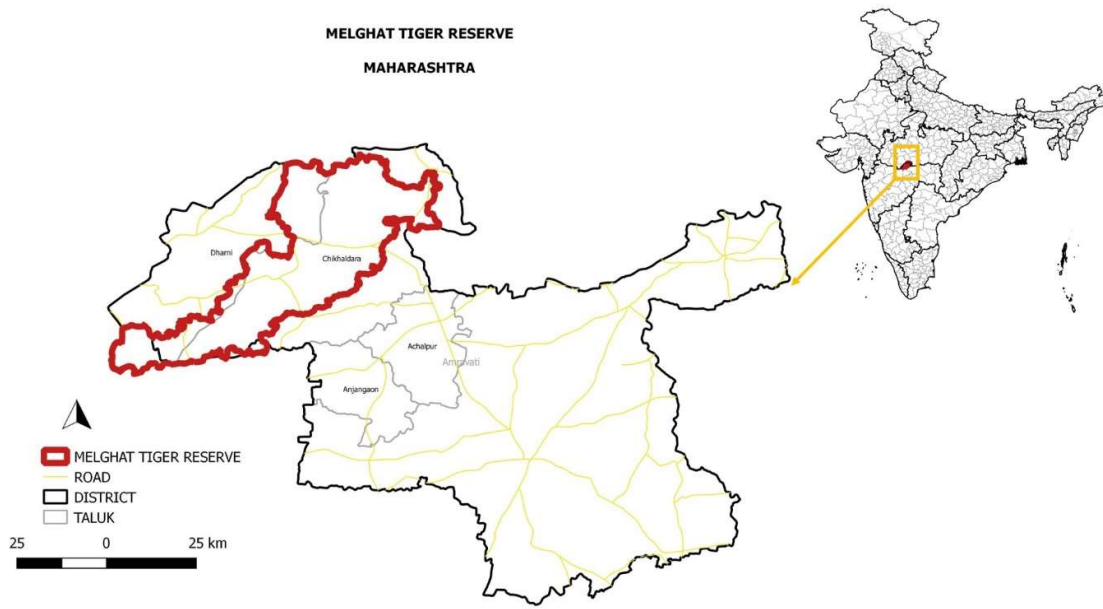 MELGHAT TIGER RESERVE
MAHARASHTRA
Dharni
Chikhaldara
Achalpur
Amravati
Anjangaon
MELGHAT TIGER RESERVE
ROAD
DISTRICT
TALUK
25 0 25 km